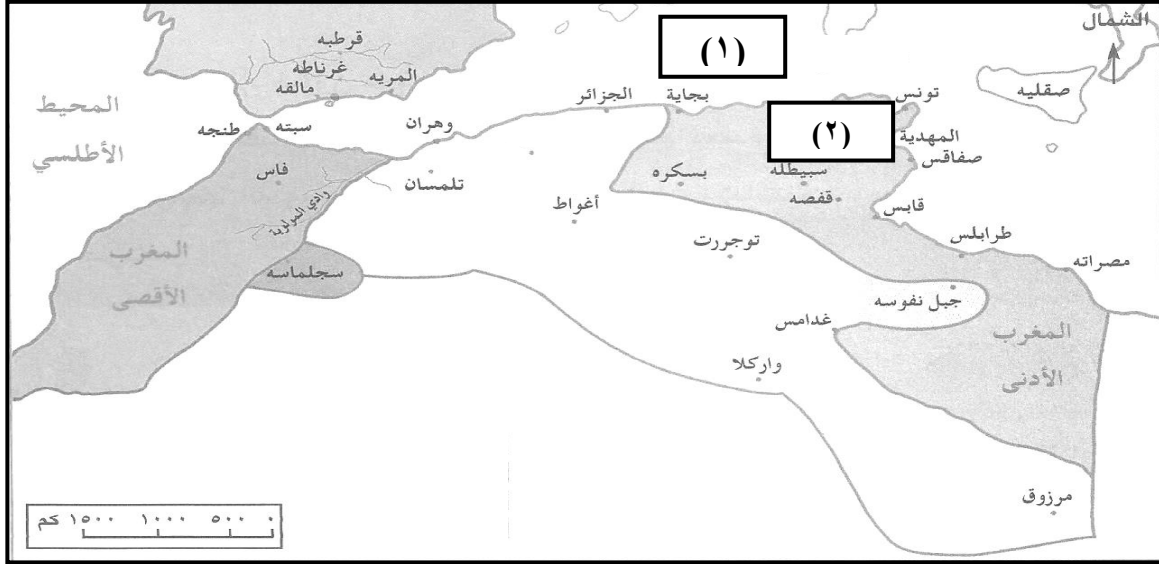 الشمال
(١)
قرطبه
غرناطه
المريه
مالقه
صقليه
المحيط
الأطلسي
سبته
طنجه
وهران
الجزائر
بجاية
تونس
(٢)
المهدية
صفاقس
سبيطله
فاس
تلمسان
بسكره
قفصه
قابس
أغواط
طرابلس
مصراته
توجررت
المغرب
الأقصى
سجلماسه
جبل نفوسه
غدامس
المغرب
الأدنى
واركلا
مرزوق
٠ ٥٠٠ ١٠٠٠ ١٥٠٠ كم